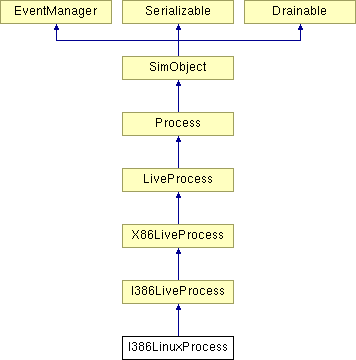 EventManager Serializable Drainable
SimObject
Process
LiveProcess
X86LiveProcess
I386LiveProcess
I386LinuxProcess